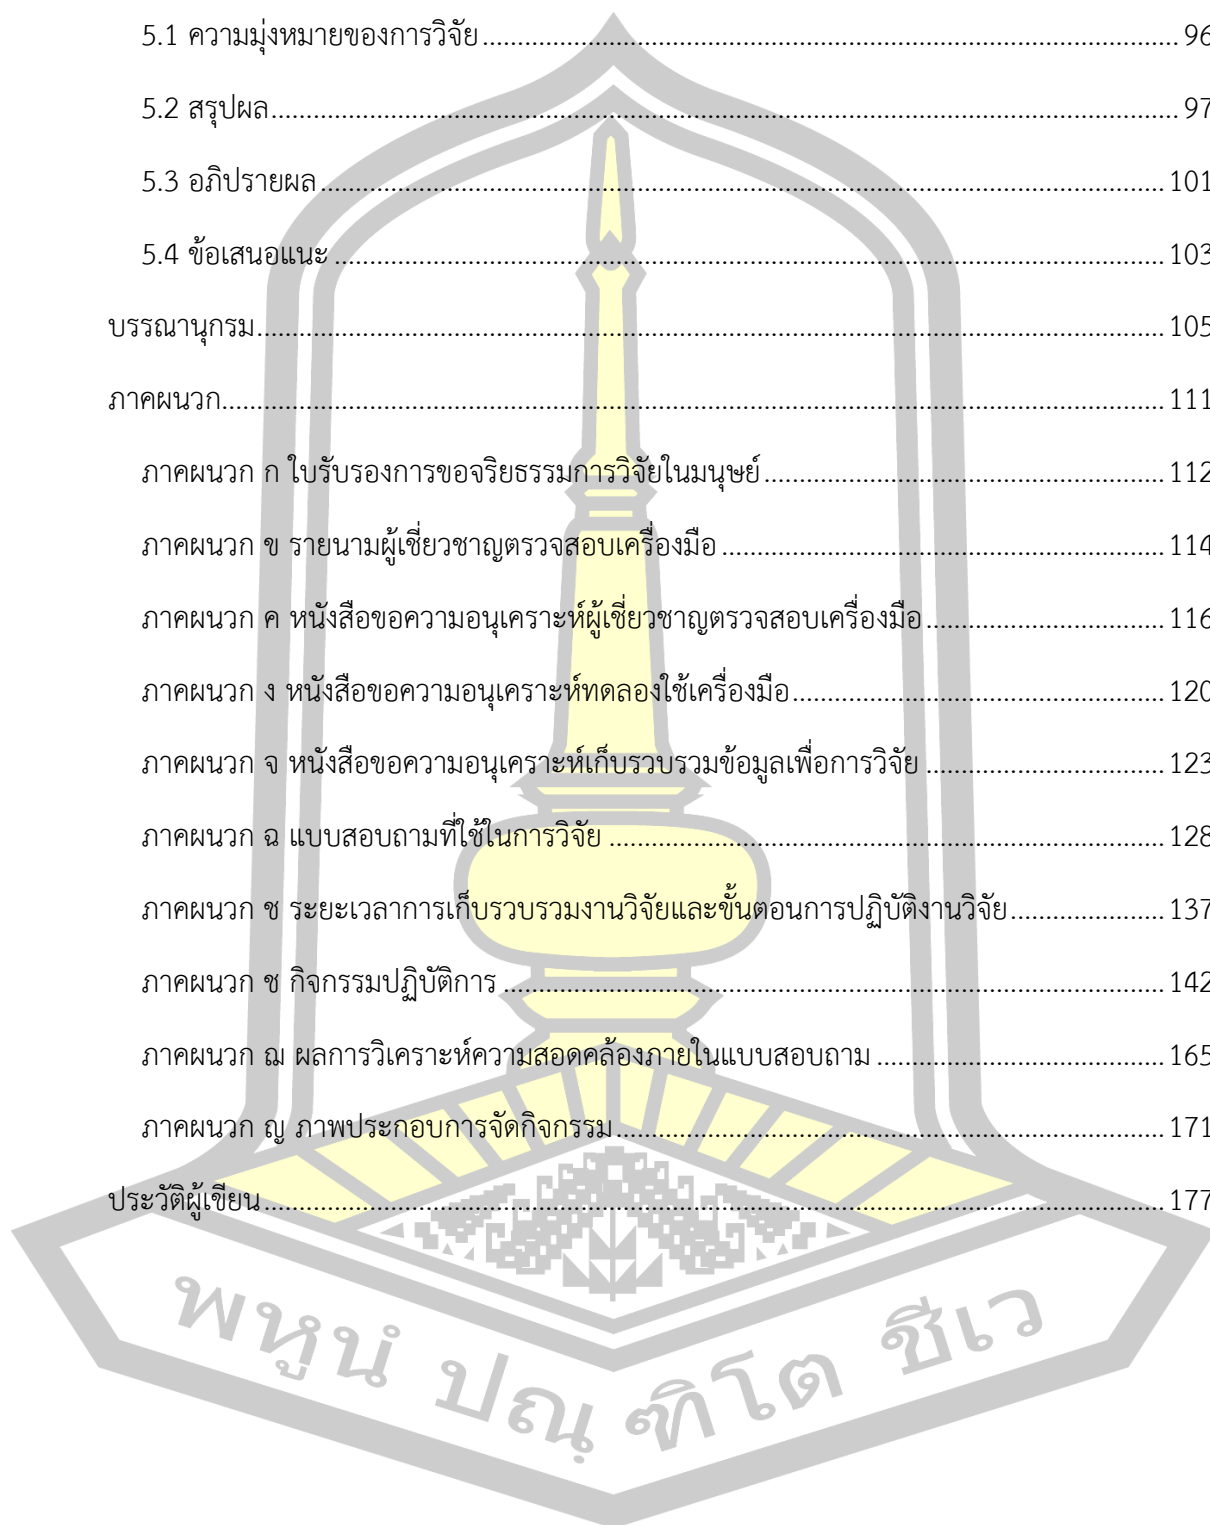 5.1 ความมุ่งหมายของการวิจัย........................................................................................................ 96
5.2 สรุปผล........................................................................................................ 97
5.3 อภิปรายผล........................................................................................................ 101
5.4 ข้อเสนอแนะ ........................................................................................................ 103
บรรณานุกรม........................................................................................................ 105
ภาคผนวก........................................................................................................ 111
ภาคผนวก ก ใบรับรองการขอจริยธรรมการวิจัยในมนุษย์............................................................ 112
ภาคผนวก ข รายนามผู้เชี่ยวชาญตรวจสอบเครื่องมือ .................................................................. 114
ภาคผนวก ค หนังสือขอความอนุเคราะห์ผู้เชี่ยวชาญตรวจสอบเครื่องมือ................................... 116
ภาคผนวก ง หนังสือขอความอนุเคราะห์ทดลองใช้เครื่องมือ....................................................... 120
ภาคผนวก จ หนังสือขอความอนุเคราะห์เก็บรวบรวมข้อมูลเพื่อการวิจัย ................................... 123
ภาคผนวก ฉ แบบสอบถามที่ใช้ในการวิจัย ................................................................................. 128
ภาคผนวก ช ระยะเวลาการเก็บรวบรวมงานวิจัยและขั้นตอนการปฏิบัติงานวิจัย....................... 137
ภาคผนวก ซ กิจกรรมปฏิบัติการ ................................................................................................ 142
ภาคผนวก ฌ ผลการวิเคราะห์ความสอดคล้องภายในแบบสอบถาม .......................................... 165
ภาคผนวก ญ ภาพประกอบการจัดกิจกรรม................................................................................ 171
ประวัติผู้เขียน........................................................................................................ 177
พหูนํ ปณฺฑิโต ชีเว